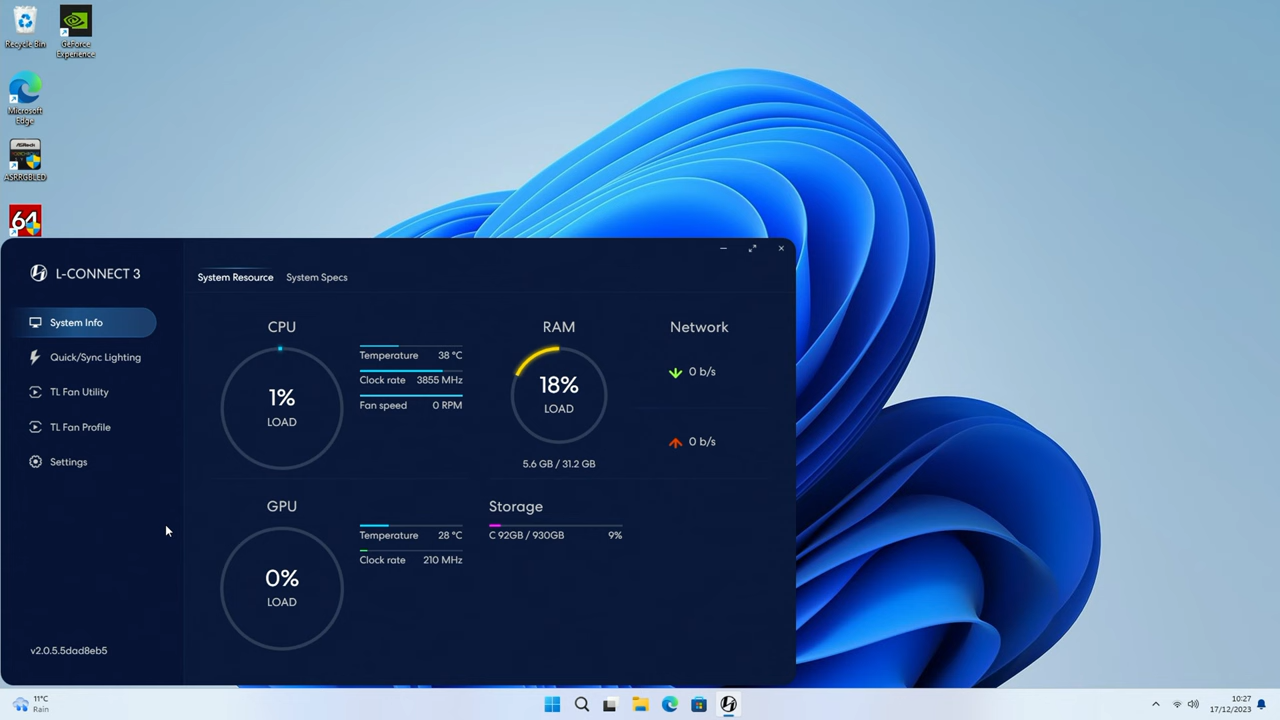 Recycle Bin
GeForce
Experience
Microsoft
Edge
ASRock
ASRRGBLED
64
L-CONNECT 3
System Resource
System Specs
System Info
Quick/Sync Lighting
TL Fan Utility
TL Fan Profile
Settings
v2.0.5.5dad8eb5
CPU
1%
LOAD
Temperature 38 °C
Clock rate 3855 MHz
Fan speed 0 RPM
RAM
18%
LOAD
5.6 GB / 31.2 GB
Network
0 b/s
0 b/s
GPU
0%
LOAD
Temperature 28 °C
Clock rate 210 MHz
Storage
C 92GB / 930GB 9%
11°C
Rain
10:27
17/12/2023